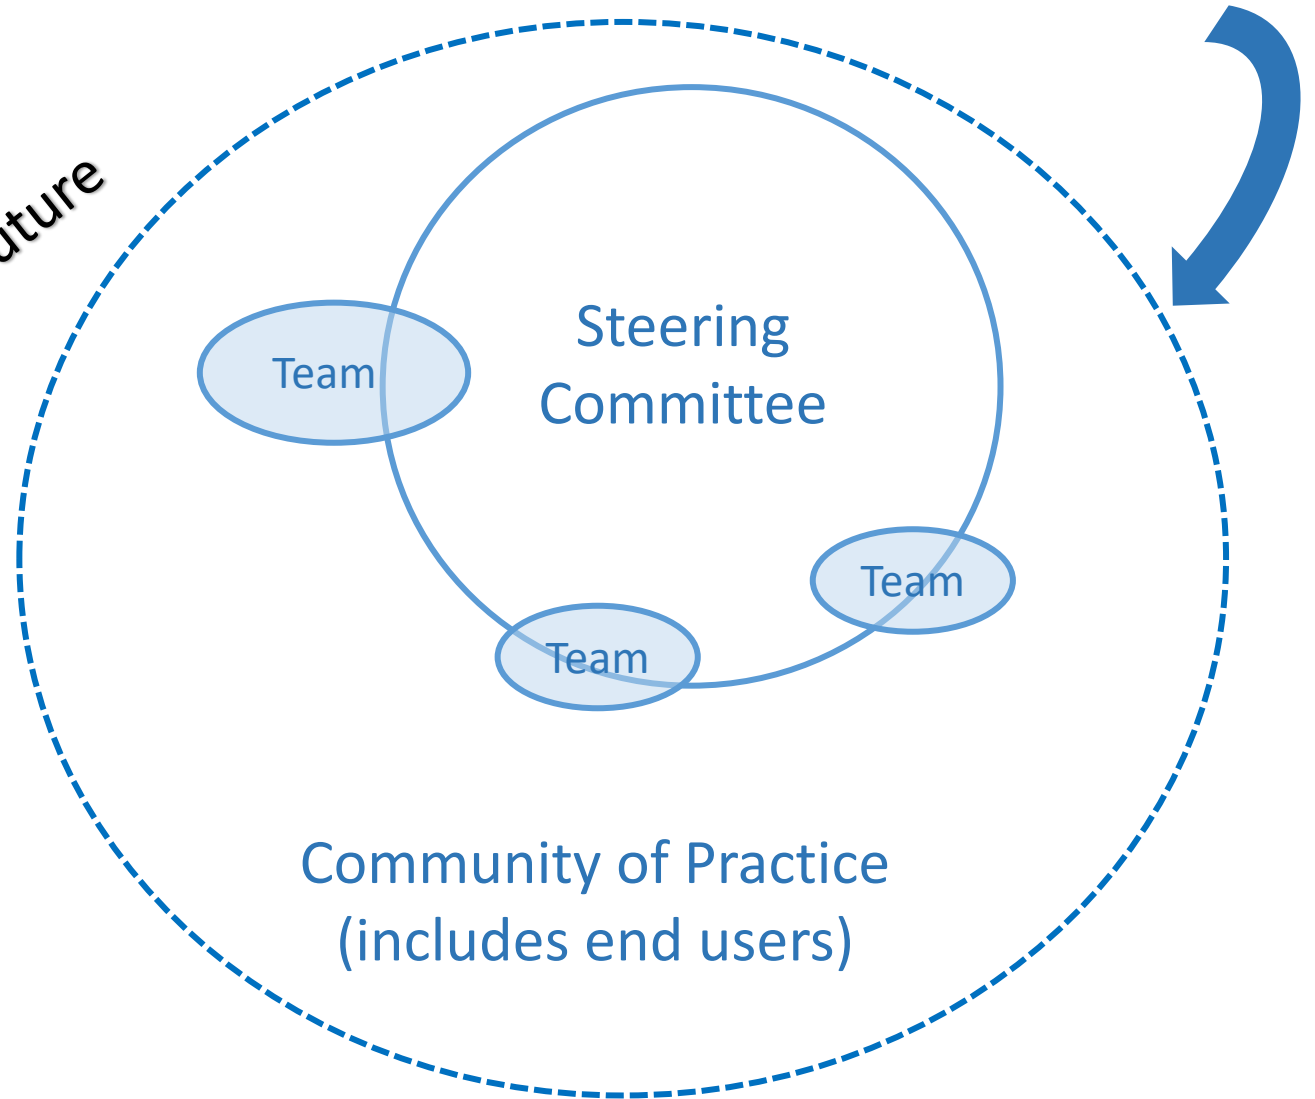 uture
Steering
Committee
Team
Team
Team
Community of Practice
(includes end users)